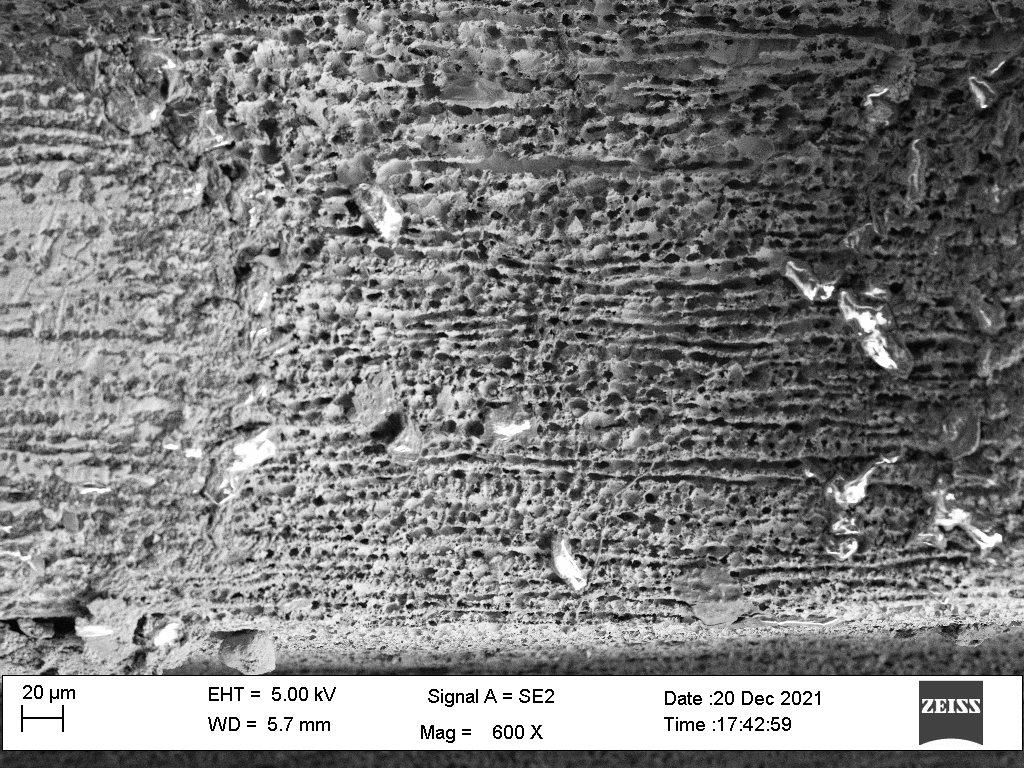 20 µm
EHT = 5.00 kV
WD = 5.7 mm
Signal A = SE2
Mag = 600 X
Date :20 Dec 2021
Time :17:42:59
ZEISS